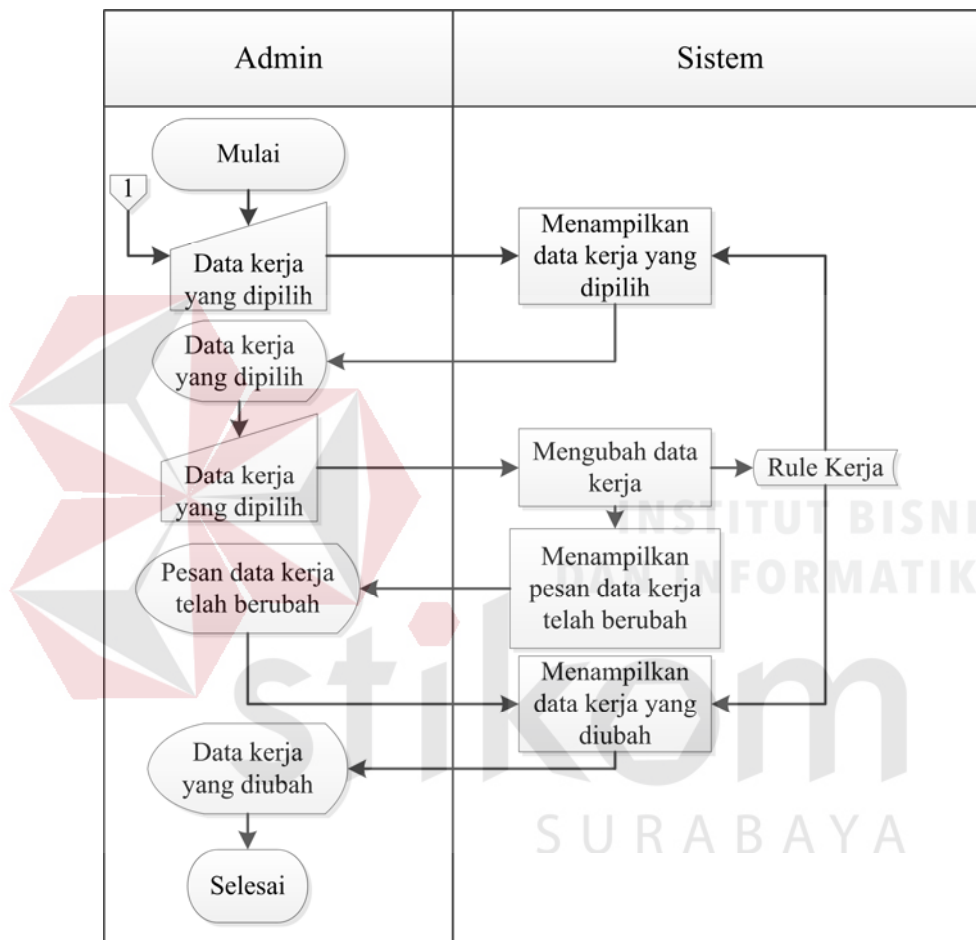 Admin
Sistem
Mulai
1
Data kerja
yang dipilih
Menampilkan
data kerja yang
dipilih
Data kerja
yang dipilih
Data kerja
yang dipilih
Mengubah data
kerja
Rule Kerja
INSTITUT BISNI
DAN INFORMATIK
Pesan data kerja
telah berubah
Menampilkan
pesan data kerja
telah berubah
stikom
SURABAYA
Menampilkan
data kerja yang
diubah
Data kerja
yang diubah
Selesai